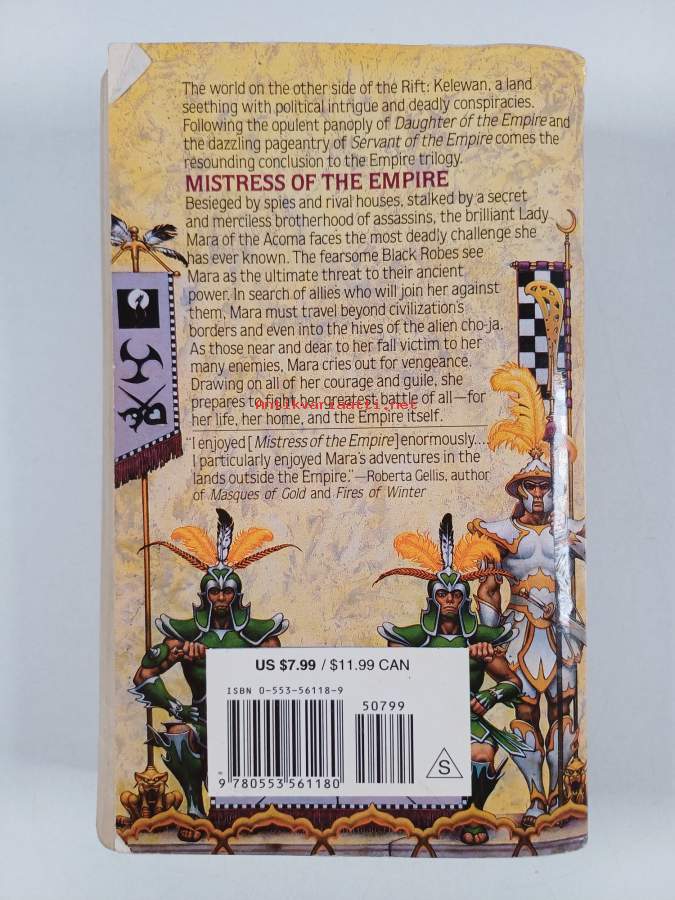 The world on the other side of the Rift: Kelewan, a land
seething with political intrigue and deadly conspiracies.
Following the opulent panoply of Daughter of the Empire and
the dazzling pageantry of Servant of the Empire comes the
resounding conclusion to the Empire trilogy.
MISTRESS OF THE EMPIRE
Besieged by spies and rival houses, stalked by a secret
and merciless brotherhood of assassins, the brilliant Lady
Mara of the Acoma faces the most deadly challenge she
has ever known. The fearsome Black Robes see
Mara as the ultimate threat to their ancient
power. In search of allies who will join her against
them, Mara must travel beyond civilization's
borders and even into the hives of the alien cho-ja.
As those near and dear to her fall victim to her
many enemies, Mara cries out for vengeance.
Drawing on all of her courage and guile, she
prepares to fight her greatest battle of all—for
her life, her home, and the Empire itself.
Antikvariaatti.net
"I enjoyed [Mistress of the Empire] enormously....
I particularly enjoyed Mara's adventures in the
lands outside the Empire."—Roberta Gellis, author
of Masques of Gold and Fires of Winter
US $7.99 / $11.99 CAN
ISBN 0-553-56118-9
50799
9 780553 561180
S